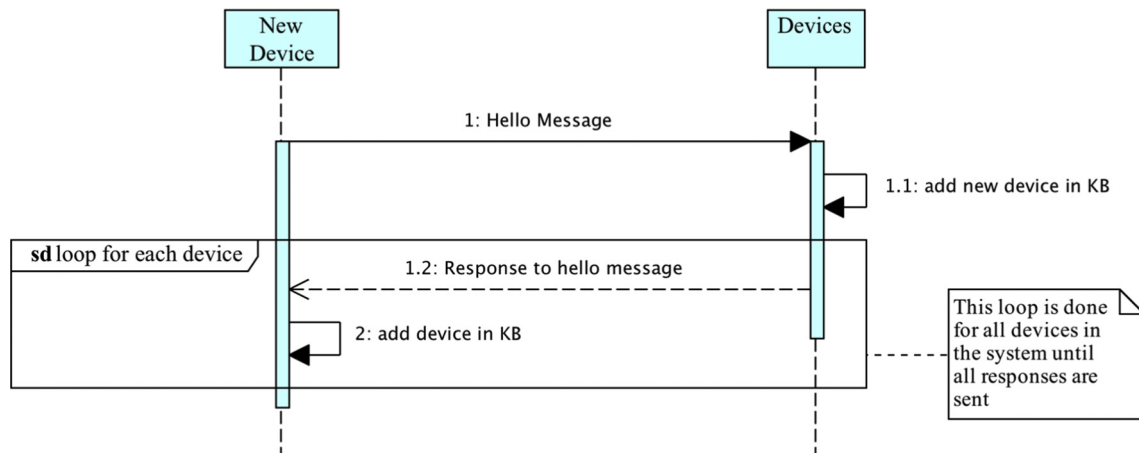 New
Device
Devices
1: Hello Message
1.1: add new device in KB
sd loop for each device
1.2: Response to hello message
2: add device in KB
This loop is done
for all devices in
the system until
all responses are
sent